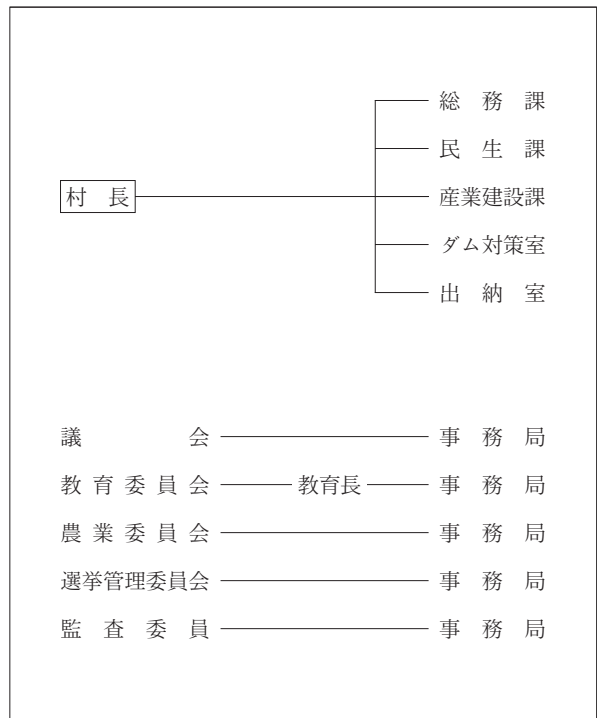 総務課
民生課
村長 産業建設課
ダム対策室
出納室
議会 事務局
教育委員会 教育長 事務局
農業委員会 事務局
選挙管理委員会 事務局
監査委員 事務局